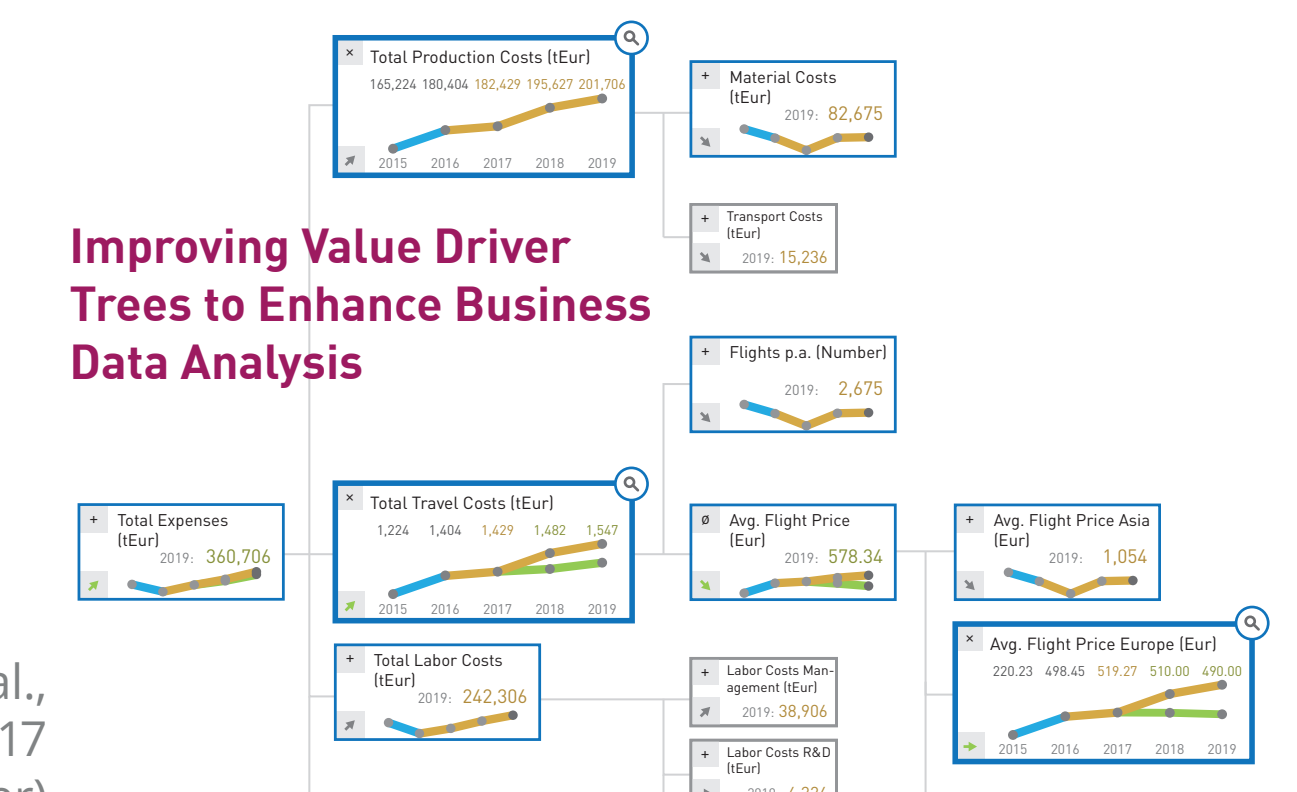 ×
Total Production Costs (tEur)
165,224 180,404 182,429 195,627 201,706
2015 2016 2017 2018 2019
+
Material Costs
(tEur)
2019: 82,675
+
Transport Costs
(tEur)
2019: 15,236
Improving Value Driver
Trees to Enhance Business
Data Analysis
+
Flights p.a. (Number)
2019: 2,675
+
Total Expenses
(tEur)
2019: 360,706
×
Total Travel Costs (tEur)
1,224 1,404 1,429 1,482 1,547
2015 2016 2017 2018 2019
ø
Avg. Flight Price
(Eur)
2019: 578.34
+
Avg. Flight Price Asia
(Eur)
2019: 1,054
×
Avg. Flight Price Europe (Eur)
220.23 498.45 519.27 510.00 490.00
2015 2016 2017 2018 2019
+
Total Labor Costs
(tEur)
2019: 242,306
+
Labor Costs Man-
agement (tEur)
2019: 38,906
+
Labor Costs R&D
(tEur)
al.,
17